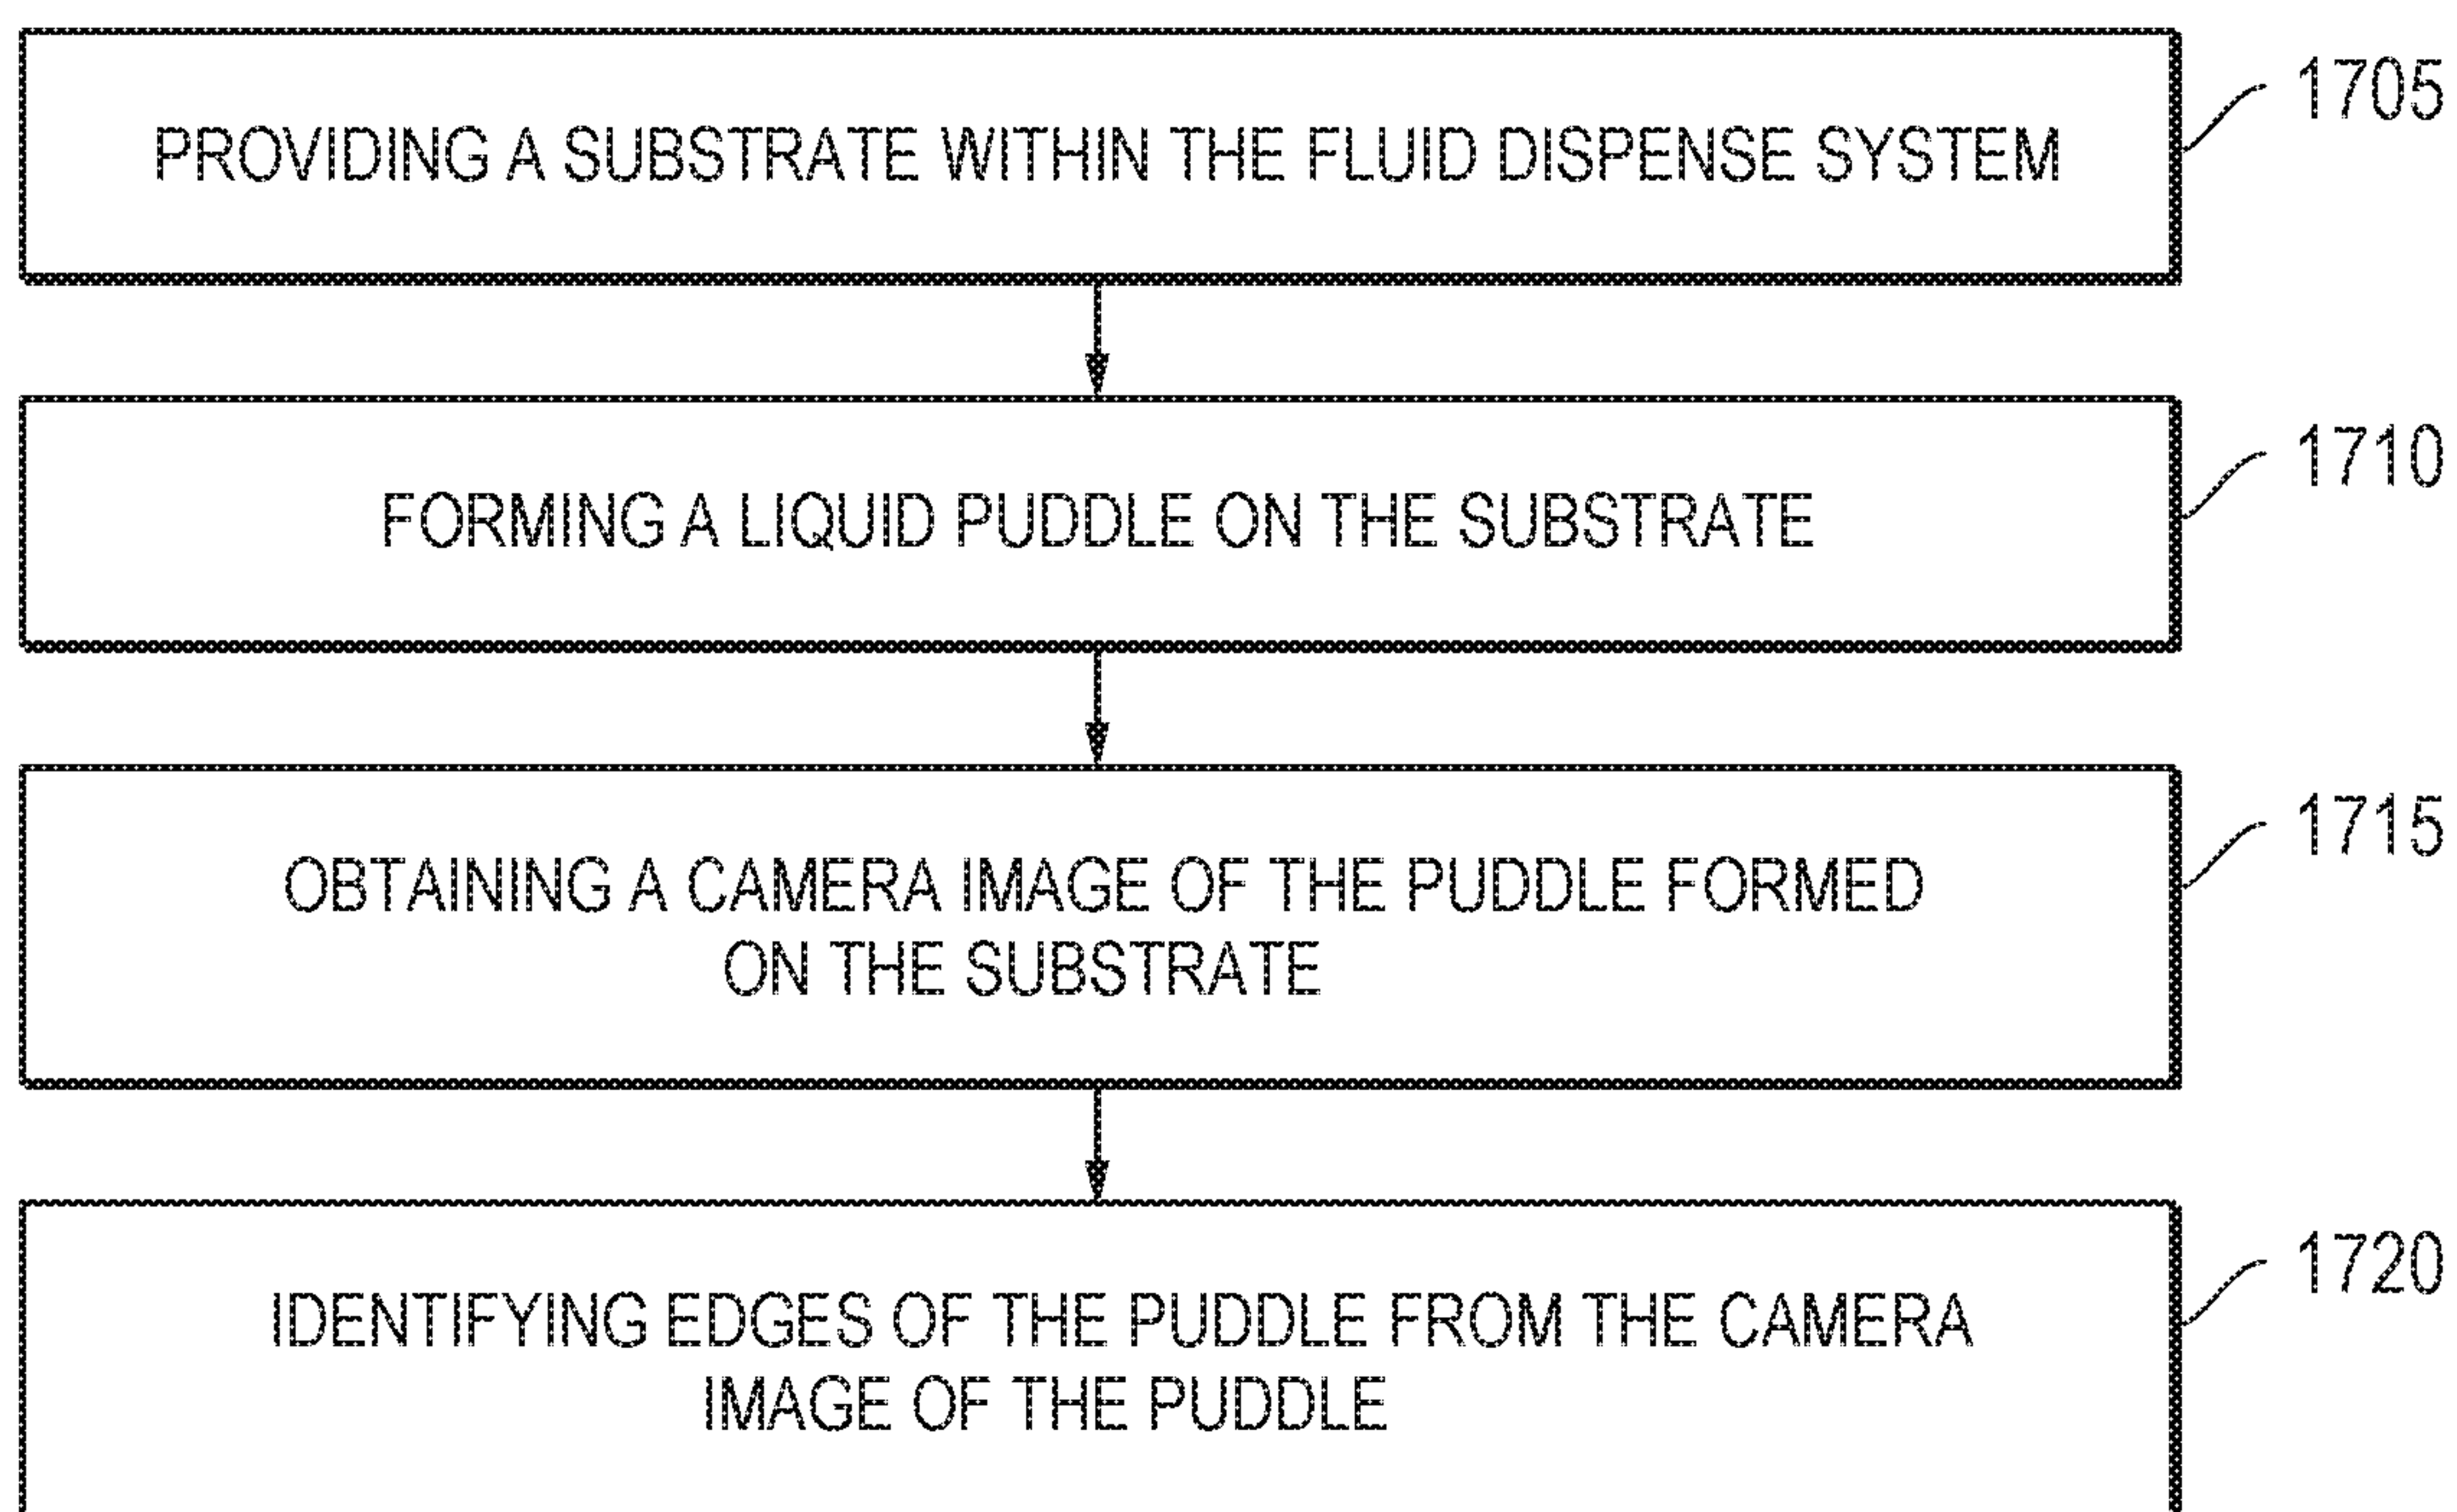 1705
PROVIDING A SUBSTRATE WITHIN THE FLUID DISPENSE SYSTEM
1710
FORMING A LIQUID PUDDLE ON THE SUBSTRATE
1715
OBTAINING A CAMERA IMAGE OF THE PUDDLE FORMED
ON THE SUBSTRATE
1720
IDENTIFYING EDGES OF THE PUDDLE FROM THE CAMERA
IMAGE OF THE PUDDLE